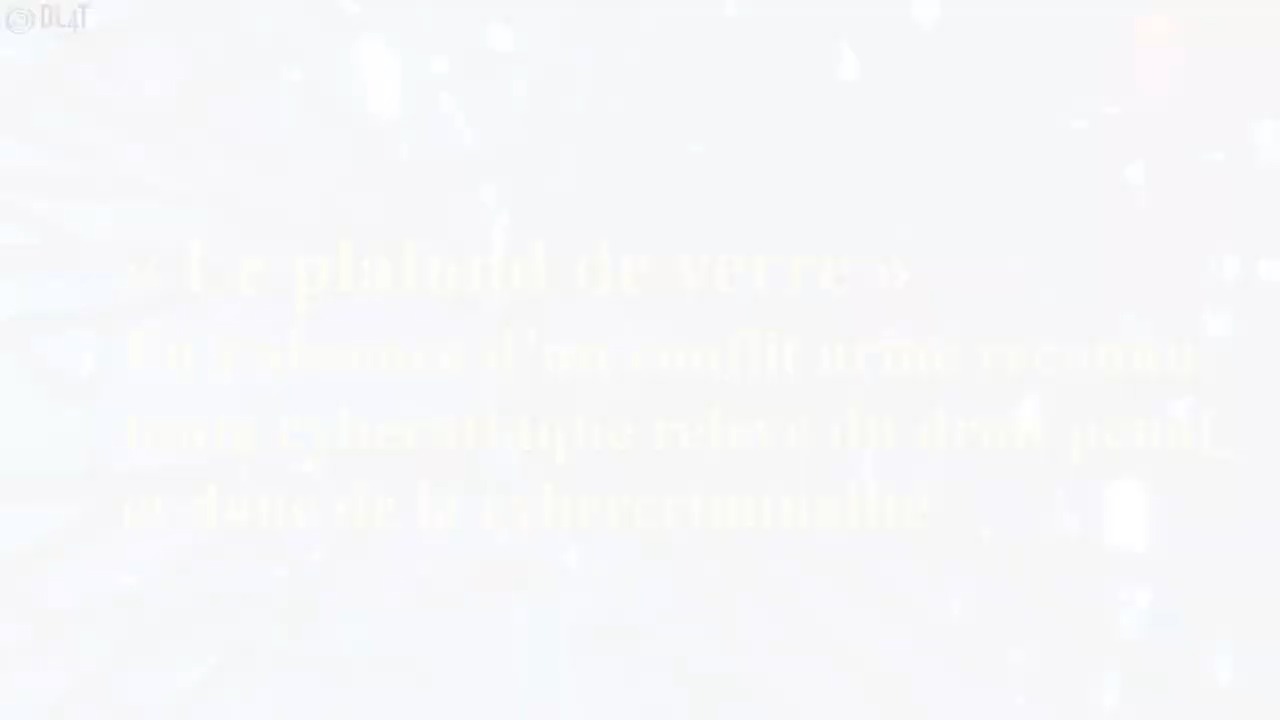 DL4T
« Le plafond de verre »
En l'absence d'un conflit armé reconnu
toute cyberattaque relève du droit pénal
et donc de la cybercriminalité